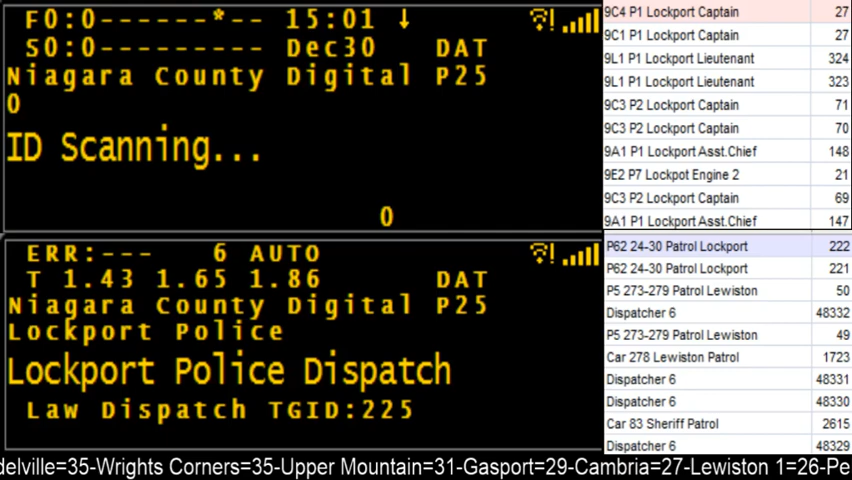 F0:0------*-- 15:01 ↓
S0:0--------- Dec30 DAT
Niagara County Digital P25
0
ID Scanning...
0
9C4 P1 Lockport Captain 27
9C1 P1 Lockport Captain 27
9L1 P1 Lockport Lieutenant 324
9L1 P1 Lockport Lieutenant 323
9C3 P2 Lockport Captain 71
9C3 P2 Lockport Captain 70
9A1 P1 Lockport Asst.Chief 148
9E2 P7 Lockpot Engine 2 21
9C3 P2 Lockport Captain 69
9A1 P1 Lockport Asst.Chief 147
ERR:--- 6 AUTO
T 1.43 1.65 1.86 DAT
Niagara County Digital P25
Lockport Police
Lockport Police Dispatch
Law Dispatch TGID:225
P62 24-30 Patrol Lockport 222
P62 24-30 Patrol Lockport 221
P5 273-279 Patrol Lewiston 50
Dispatcher 6 48332
P5 273-279 Patrol Lewiston 49
Car 278 Lewiston Patrol 1723
Dispatcher 6 48331
Dispatcher 6 48330
Car 83 Sheriff Patrol 2615
Dispatcher 6 48329
delville=35-Wrights Corners=35-Upper Mountain=31-Gasport=29-Cambria=27-Lewiston 1=26-Pe